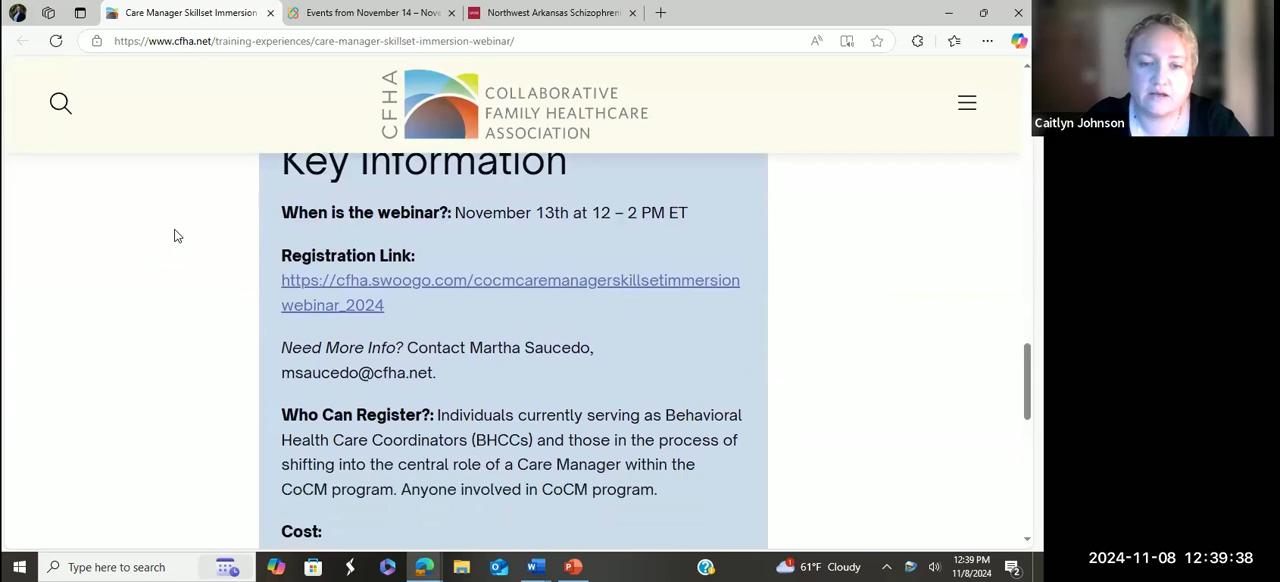 Care Manager Skillset Immersion
Events from November 14 – Nove
Northwest Arkansas Schizophren
https://www.cfha.net/training-experiences/care-manager-skillset-immersion-webinar/
CFHA
COLLABORATIVE
FAMILY HEALTHCARE
ASSOCIATION
Caitlyn Johnson
Key Information
When is the webinar?: November 13th at 12 – 2 PM ET
Registration Link:
https://cfha.swoogo.com/cocmcaremanagerskillsetimmersion
webinar_2024
Need More Info? Contact Martha Saucedo,
msaucedo@cfha.net.
Who Can Register?: Individuals currently serving as Behavioral
Health Care Coordinators (BHCCs) and those in the process of
shifting into the central role of a Care Manager within the
CoCM program. Anyone involved in CoCM program.
Cost:
Type here to search
61°F Cloudy
12:39 PM
11/8/2024
2
2024-11-08 12:39:38